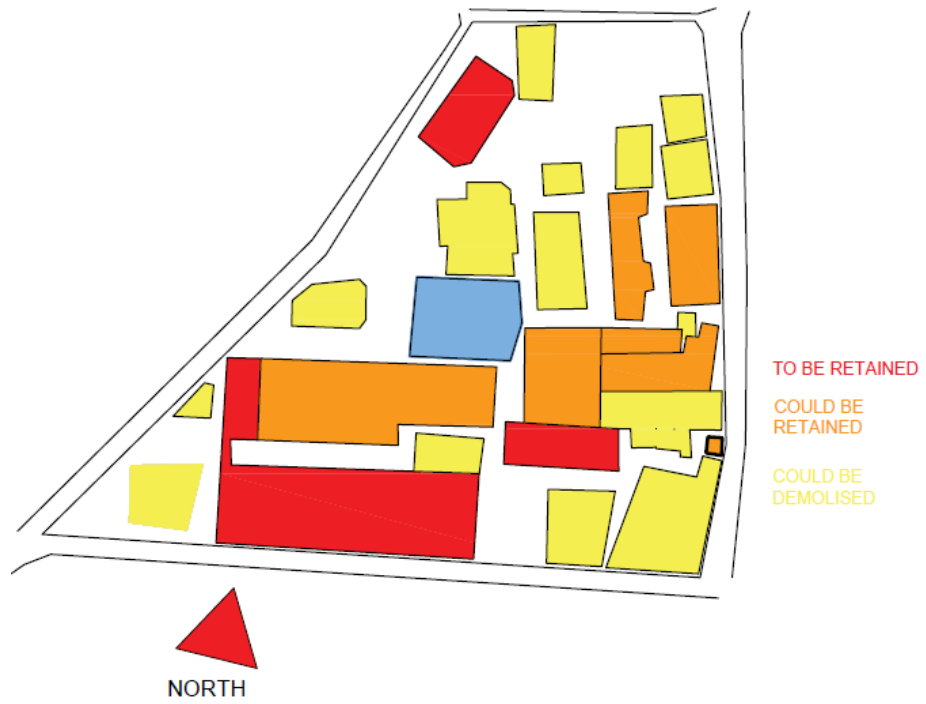 TO BE RETAINED
COULD BE
RETAINED
COULD BE
DEMOLISED
NORTH